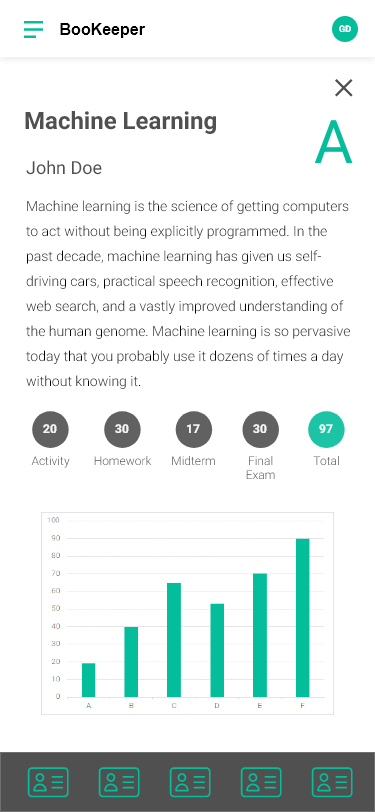 BooKeeper
GD
Machine Learning
A
John Doe
Machine learning is the science of getting computers
to act without being explicitly programmed. In the
past decade, machine learning has given us self-
driving cars, practical speech recognition, effective
web search, and a vastly improved understanding of
the human genome. Machine learning is so pervasive
today that you probably use it dozens of times a day
without knowing it.
20 30 17 30 97
Activity Homework Midterm Final Total
Exam
100
90
80
70
60
50
40
30
20
10
0
A B C D E F